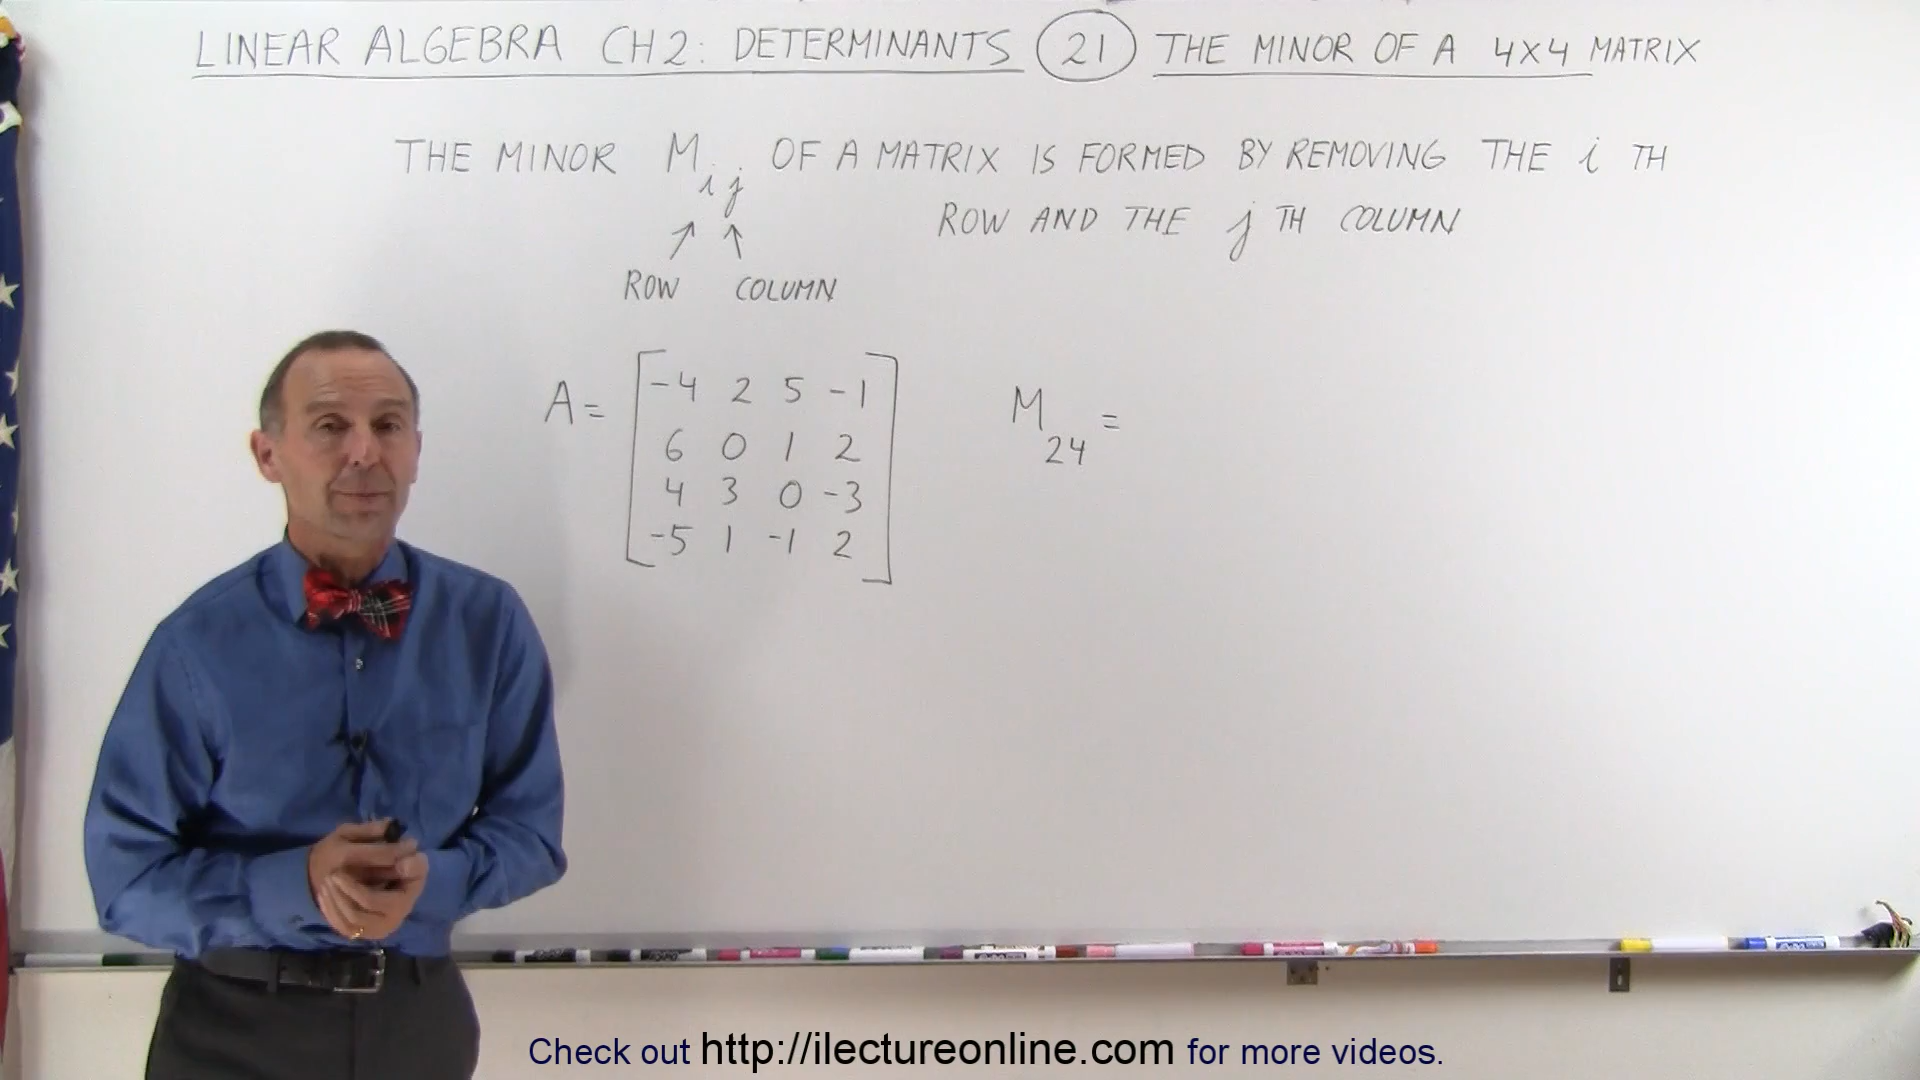 LINEAR ALGEBRA CH2: DETERMINANTS 21 THE MINOR OF A 4X4 MATRIX
THE MINOR M i j OF A MATRIX IS FORMED BY REMOVING THE i TH
ROW AND THE j TH COLUMN
ROW COLUMN
A = -4 2 5 -1
6 0 1 2
4 3 0 -3
-5 1 -1 2
M 24 =
Check out http://ilectureonline.com for more videos.